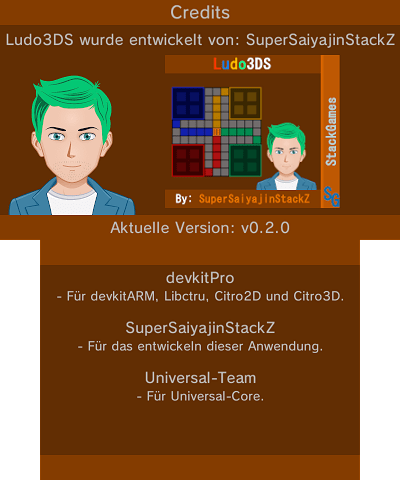 Credits
Ludo3DS wurde entwickelt von: SuperSaiyajinStackZ
Ludo3DS
StackGames
By: SuperSaiyajinStackZ
SG
Aktuelle Version: v0.2.0
devkitPro
- Für devkitARM, Libctru, Citro2D und Citro3D.
SuperSaiyajinStackZ
- Für das entwickeln dieser Anwendung.
Universal-Team
- Für Universal-Core.